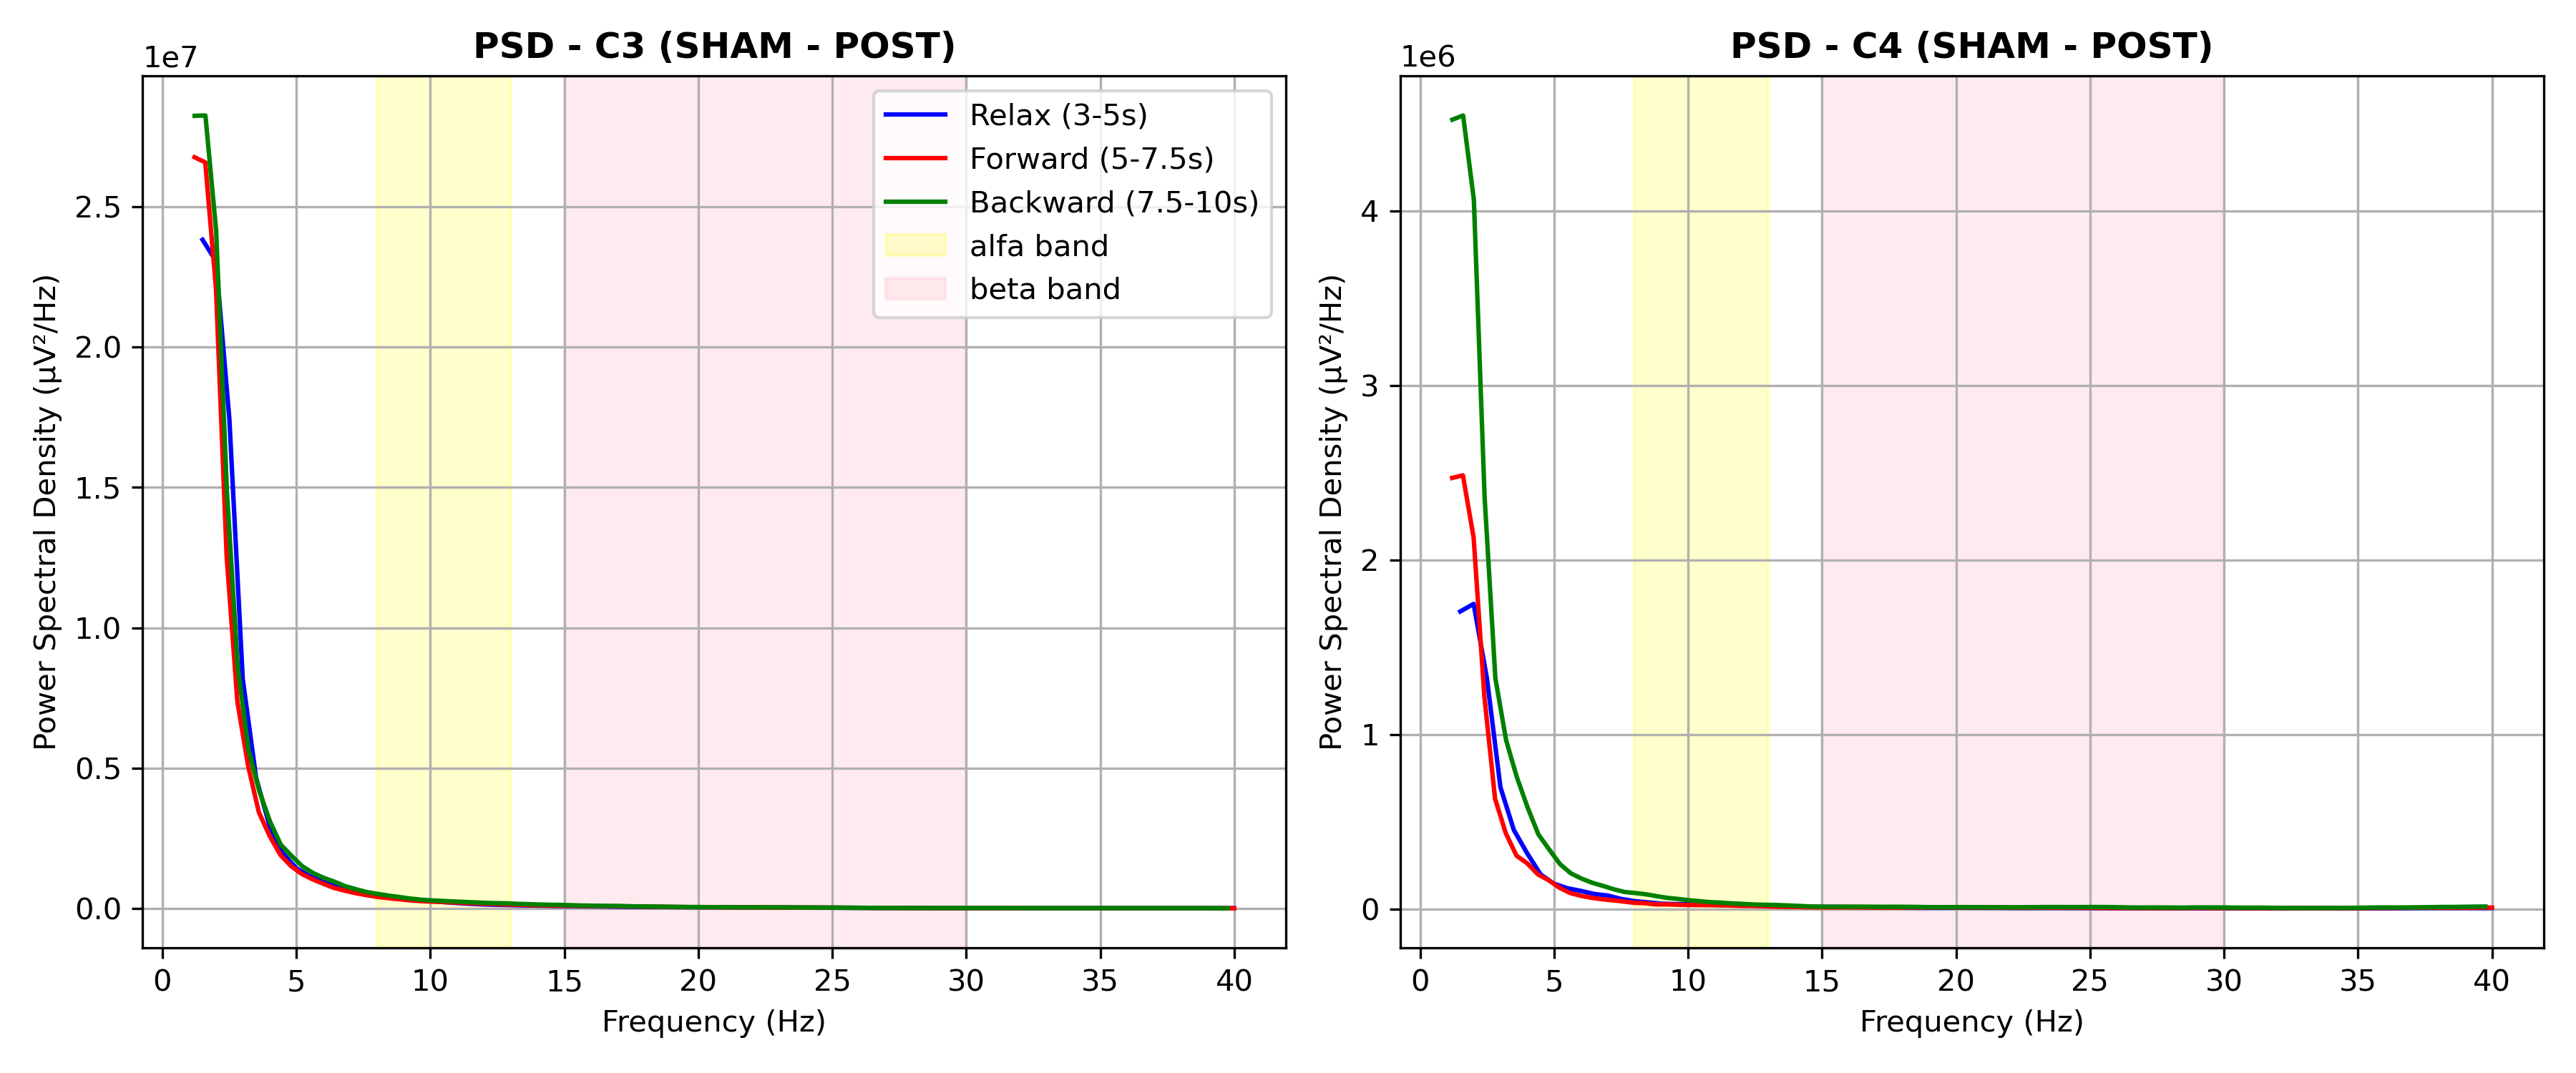 PSD - C3 (SHAM - POST)
1e7
Power Spectral Density (µV²/Hz)
2.5
2.0
1.5
1.0
0.5
0.0
0 5 10 15 20 25 30 35 40
Frequency (Hz)
Relax (3-5s)
Forward (5-7.5s)
Backward (7.5-10s)
alfa band
beta band
PSD - C4 (SHAM - POST)
1e6
Power Spectral Density (µV²/Hz)
4
3
2
1
0
0 5 10 15 20 25 30 35 40
Frequency (Hz)